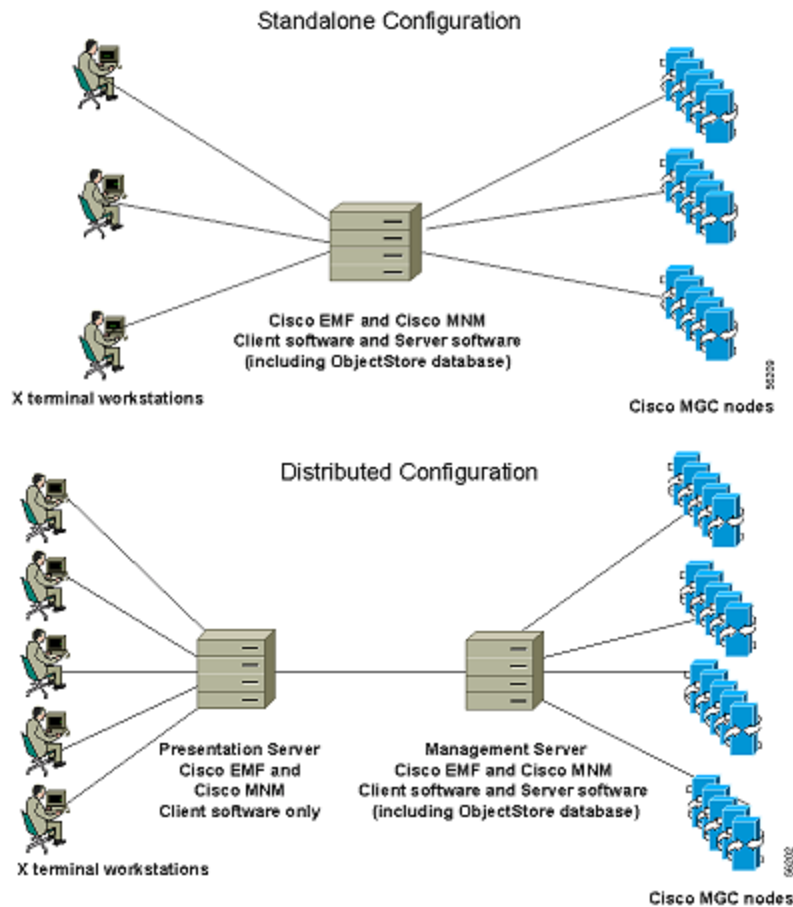 Standalone Configuration
Cisco EMF and Cisco MNM
Client software and Server software
(including ObjectStore database)
X terminal workstations
Cisco MGC nodes
56209
Distributed Configuration
Presentation Server
Cisco EMF and
Cisco MNM
Client software only
Management Server
Cisco EMF and Cisco MNM
Client software and Server software
(including ObjectStore database)
X terminal workstations
56202
Cisco MGC nodes